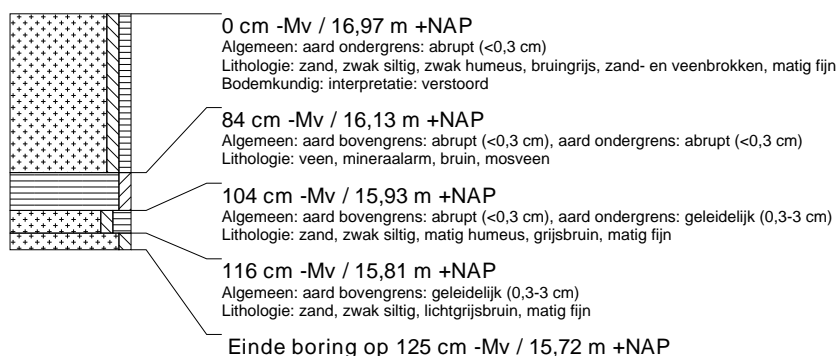 0 cm -Mv / 16,97 m +NAP
Algemeen: aard ondergrens: abrupt (<0,3 cm)
Lithologie: zand, zwak siltig, zwak humeus, bruingrijs, zand- en veenbrokken, matig fijn
Bodemkundig: interpretatie: verstoord
84 cm -Mv / 16,13 m +NAP
Algemeen: aard bovengrens: abrupt (<0,3 cm), aard ondergrens: abrupt (<0,3 cm)
Lithologie: veen, mineraalarm, bruin, mosveen
104 cm -Mv / 15,93 m +NAP
Algemeen: aard bovengrens: abrupt (<0,3 cm), aard ondergrens: geleidelijk (0,3-3 cm)
Lithologie: zand, zwak siltig, matig humeus, grijsbruin, matig fijn
116 cm -Mv / 15,81 m +NAP
Algemeen: aard bovengrens: geleidelijk (0,3-3 cm)
Lithologie: zand, zwak siltig, lichtgrijsbruin, matig fijn
Einde boring op 125 cm -Mv / 15,72 m +NAP